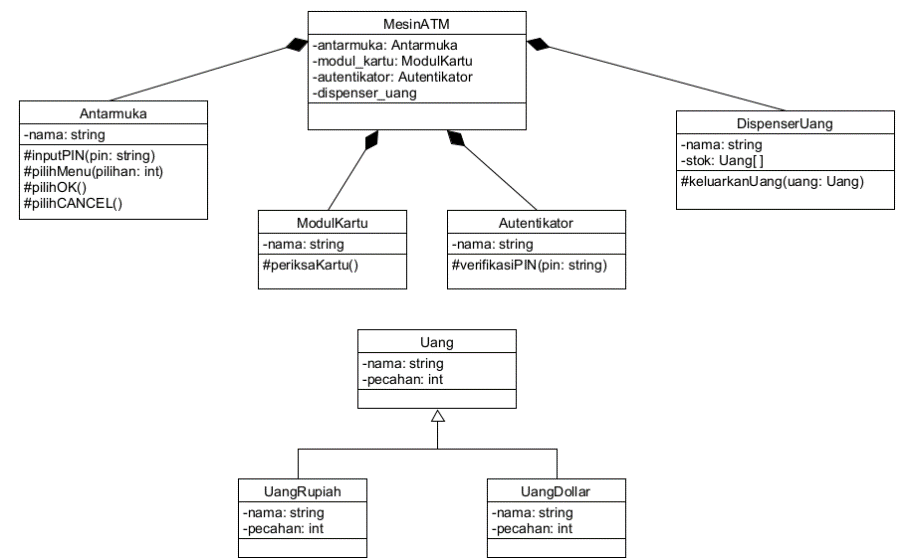 MesinATM
-antarmuka: Antarmuka
-modul_kartu: ModulKartu
-autentikator: Autentikator
-dispenser_uang
Antarmuka
-nama: string
#inputPIN(pin: string)
#pilihMenu(pilihan: int)
#pilihOK()
#pilihCANCEL()
DispenserUang
-nama: string
-stok: Uang[ ]
#keluarkanUang(uang: Uang)
ModulKartu
-nama: string
#periksaKartu()
Autentikator
-nama: string
#verifikasiPIN(pin: string)
Uang
-nama: string
-pecahan: int
UangRupiah
-nama: string
-pecahan: int
UangDollar
-nama: string
-pecahan: int